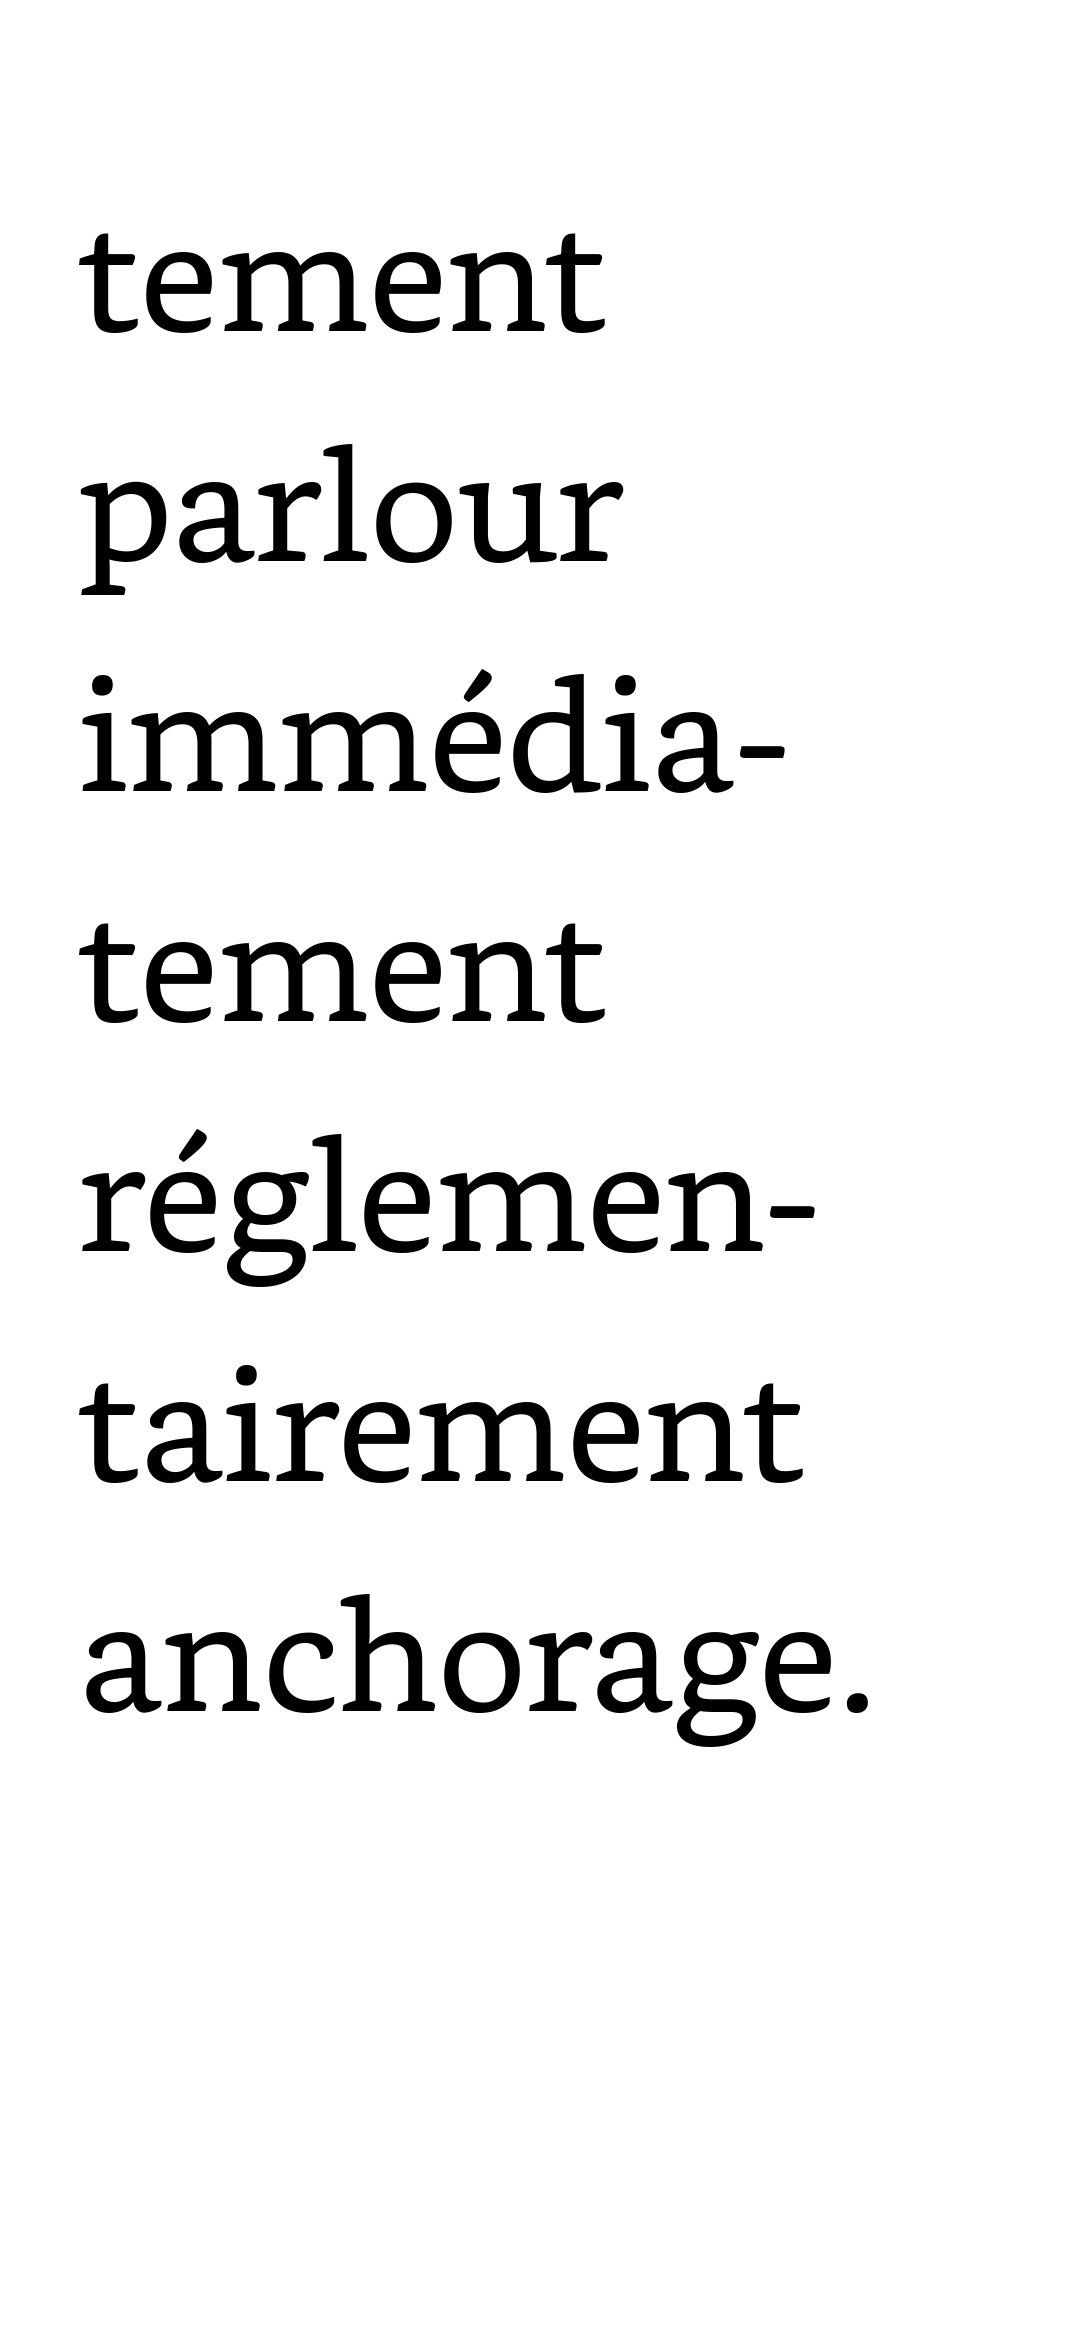 tement
parlour
immédia-
tement
réglemen-
tairement
anchorage.